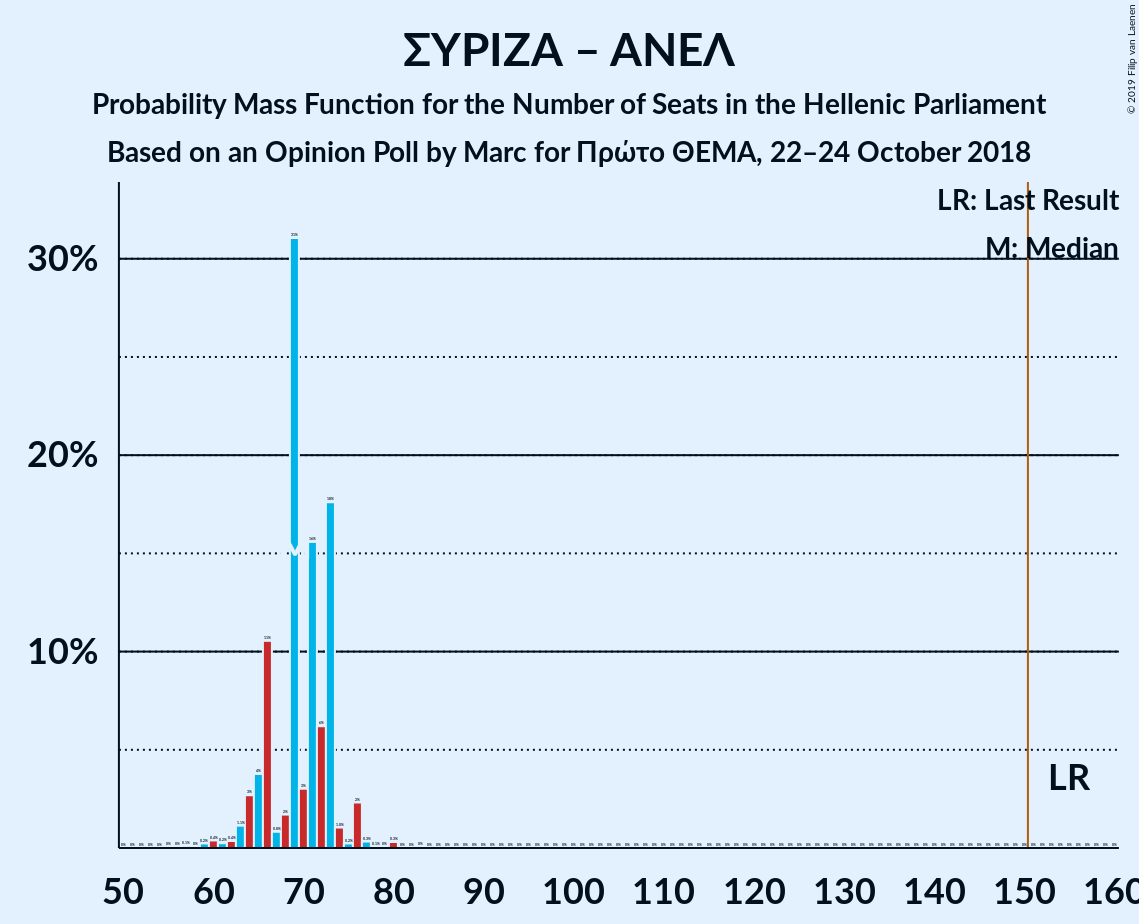 ΣΥΡΙΖΑ – ΑΝΕΛ
Probability Mass Function for the Number of Seats in the Hellenic Parliament
Based on an Opinion Poll by Marc for Πρώτο ΘΕΜΑ, 22–24 October 2018
© 2019 Filip van Laenen
LR: Last Result
M: Median
30%
20%
10%
LR
50 60 70 80 90 100 110 120 130 140 150 160